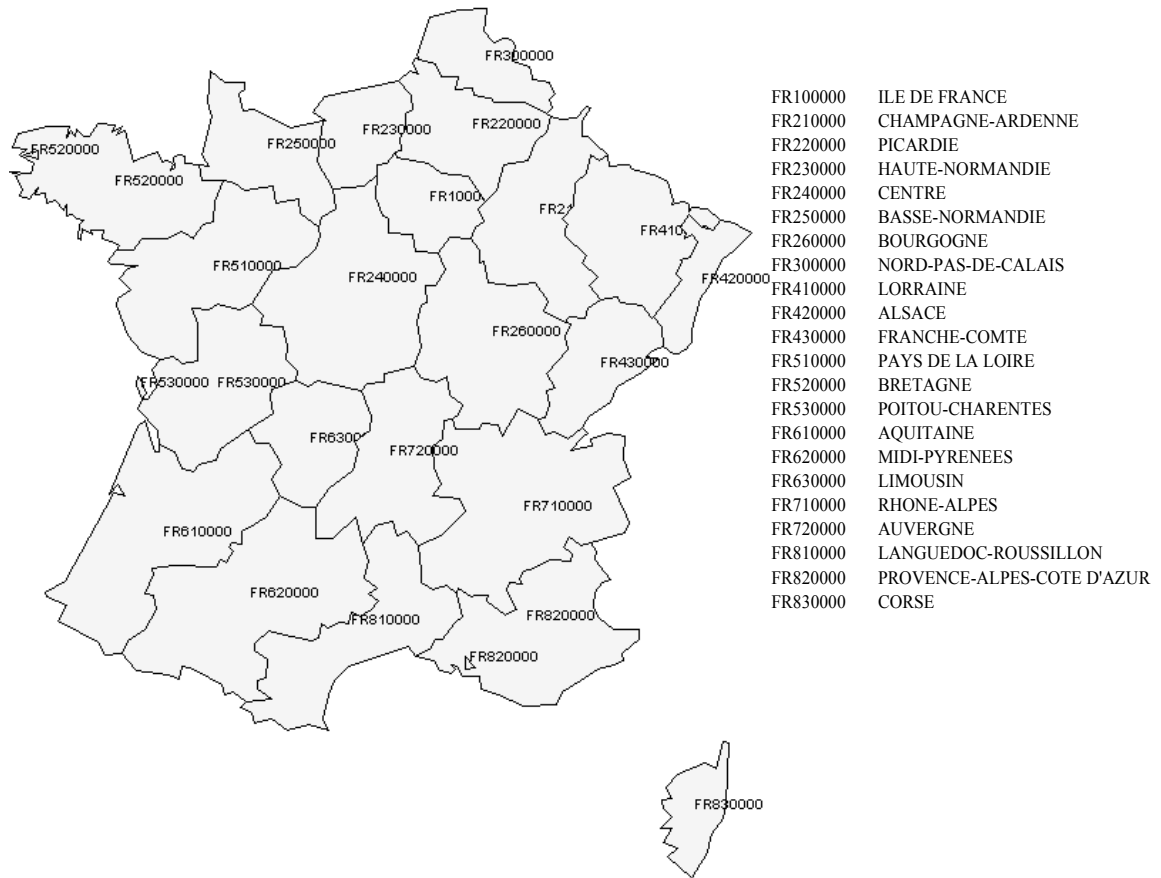 FR300000
FR230000
FR220000
FR250000
FR520000
FR520000
FR1000
FR21
FR410
FR510000
FR240000
FR420000
FR260000
FR430000
FR530000
FR530000
FR6300
FR720000
FR710000
FR610000
FR620000
FR810000
FR820000
FR820000
FR830000
FR100000 ILE DE FRANCE
FR210000 CHAMPAGNE-ARDENNE
FR220000 PICARDIE
FR230000 HAUTE-NORMANDIE
FR240000 CENTRE
FR250000 BASSE-NORMANDIE
FR260000 BOURGOGNE
FR300000 NORD-PAS-DE-CALAIS
FR410000 LORRAINE
FR420000 ALSACE
FR430000 FRANCHE-COMTE
FR510000 PAYS DE LA LOIRE
FR520000 BRETAGNE
FR530000 POITOU-CHARENTES
FR610000 AQUITAINE
FR620000 MIDI-PYRENEES
FR630000 LIMOUSIN
FR710000 RHONE-ALPES
FR720000 AUVERGNE
FR810000 LANGUEDOC-ROUSSILLON
FR820000 PROVENCE-ALPES-COTE D'AZUR
FR830000 CORSE